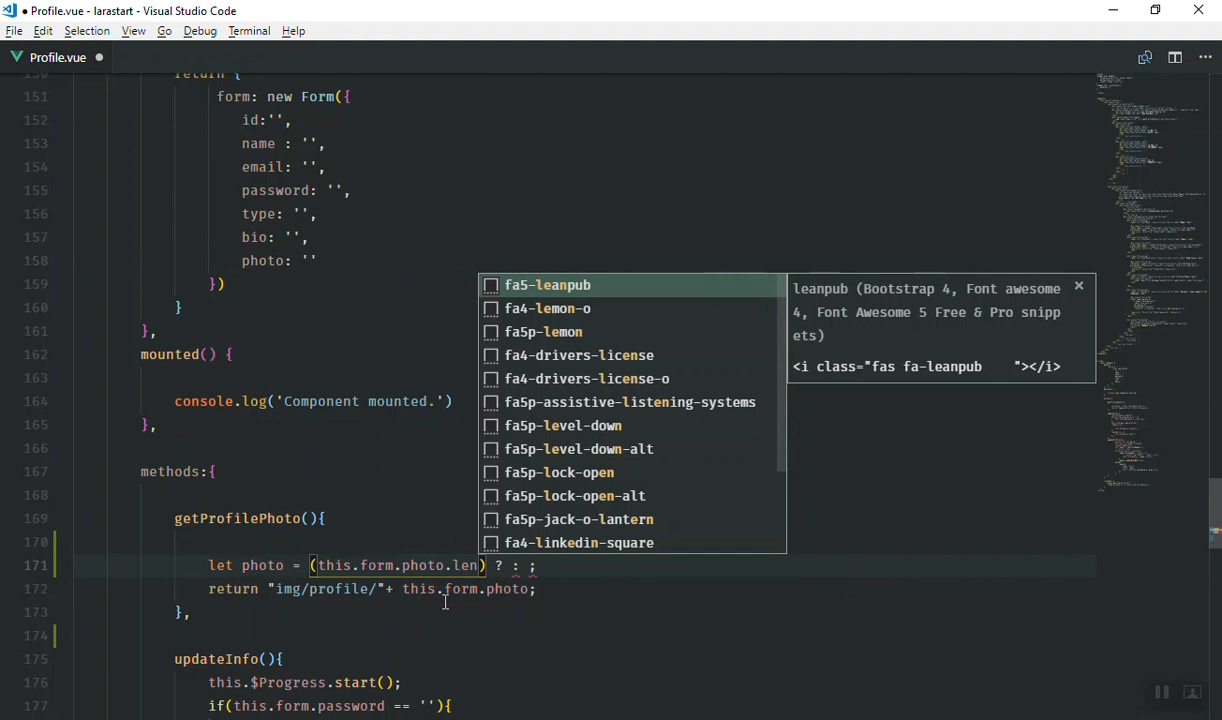 Profile.vue - larastart - Visual Studio Code
File Edit Selection View Go Debug Terminal Help
Profile.vue
150 return {
151 form: new Form({
152 id:'',
153 name : '',
154 email: '',
155 password: '',
156 type: '',
157 bio: '',
158 photo: ''
159 })
160 }
161 },
162 mounted() {
163
164 console.log('Component mounted.')
165 },
166
167 methods:{
168
169 getProfilePhoto(){
170
171 let photo = (this.form.photo.len) ? : ;
172 return "img/profile/"+ this.form.photo;
173 },
174
175 updateInfo(){
176 this.$Progress.start();
177 if(this.form.password == ''){
fa5-leanpub
fa4-lemon-o
fa5p-lemon
fa4-drivers-license
fa4-drivers-license-o
fa5p-assistive-listening-systems
fa5p-level-down
fa5p-level-down-alt
fa5p-lock-open
fa5p-lock-open-alt
fa5p-jack-o-lantern
fa4-linkedin-square
leanpub (Bootstrap 4, Font awesome
4, Font Awesome 5 Free & Pro snipp
ets)
<i class="fas fa-leanpub    "></i>